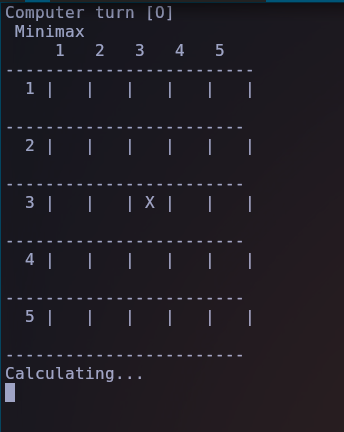 Computer turn [O]
 Minimax
     1   2   3   4   5
-------------------------
  1 |   |   |   |   |   |
------------------------
  2 |   |   |   |   |   |
------------------------
  3 |   |   | X |   |   |
------------------------
  4 |   |   |   |   |   |
------------------------
  5 |   |   |   |   |   |
------------------------
Calculating...